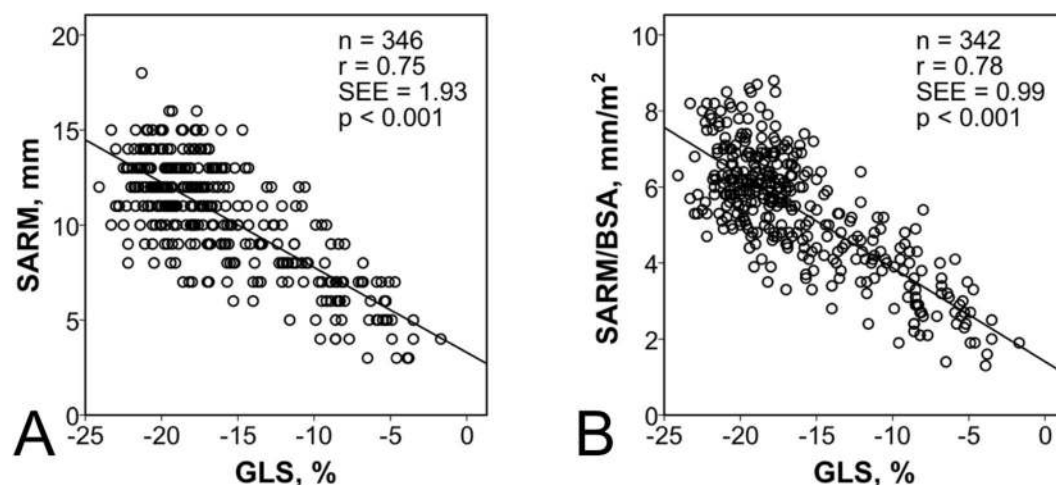 20
15
10
5
0
SARM, mm
n = 346
r = 0.75
SEE = 1.93
p < 0.001
-25 -20 -15 -10 -5 0
GLS, %
A
10
8
6
4
2
0
SARM/BSA, mm/m²
n = 342
r = 0.78
SEE = 0.99
p < 0.001
-25 -20 -15 -10 -5 0
GLS, %
B